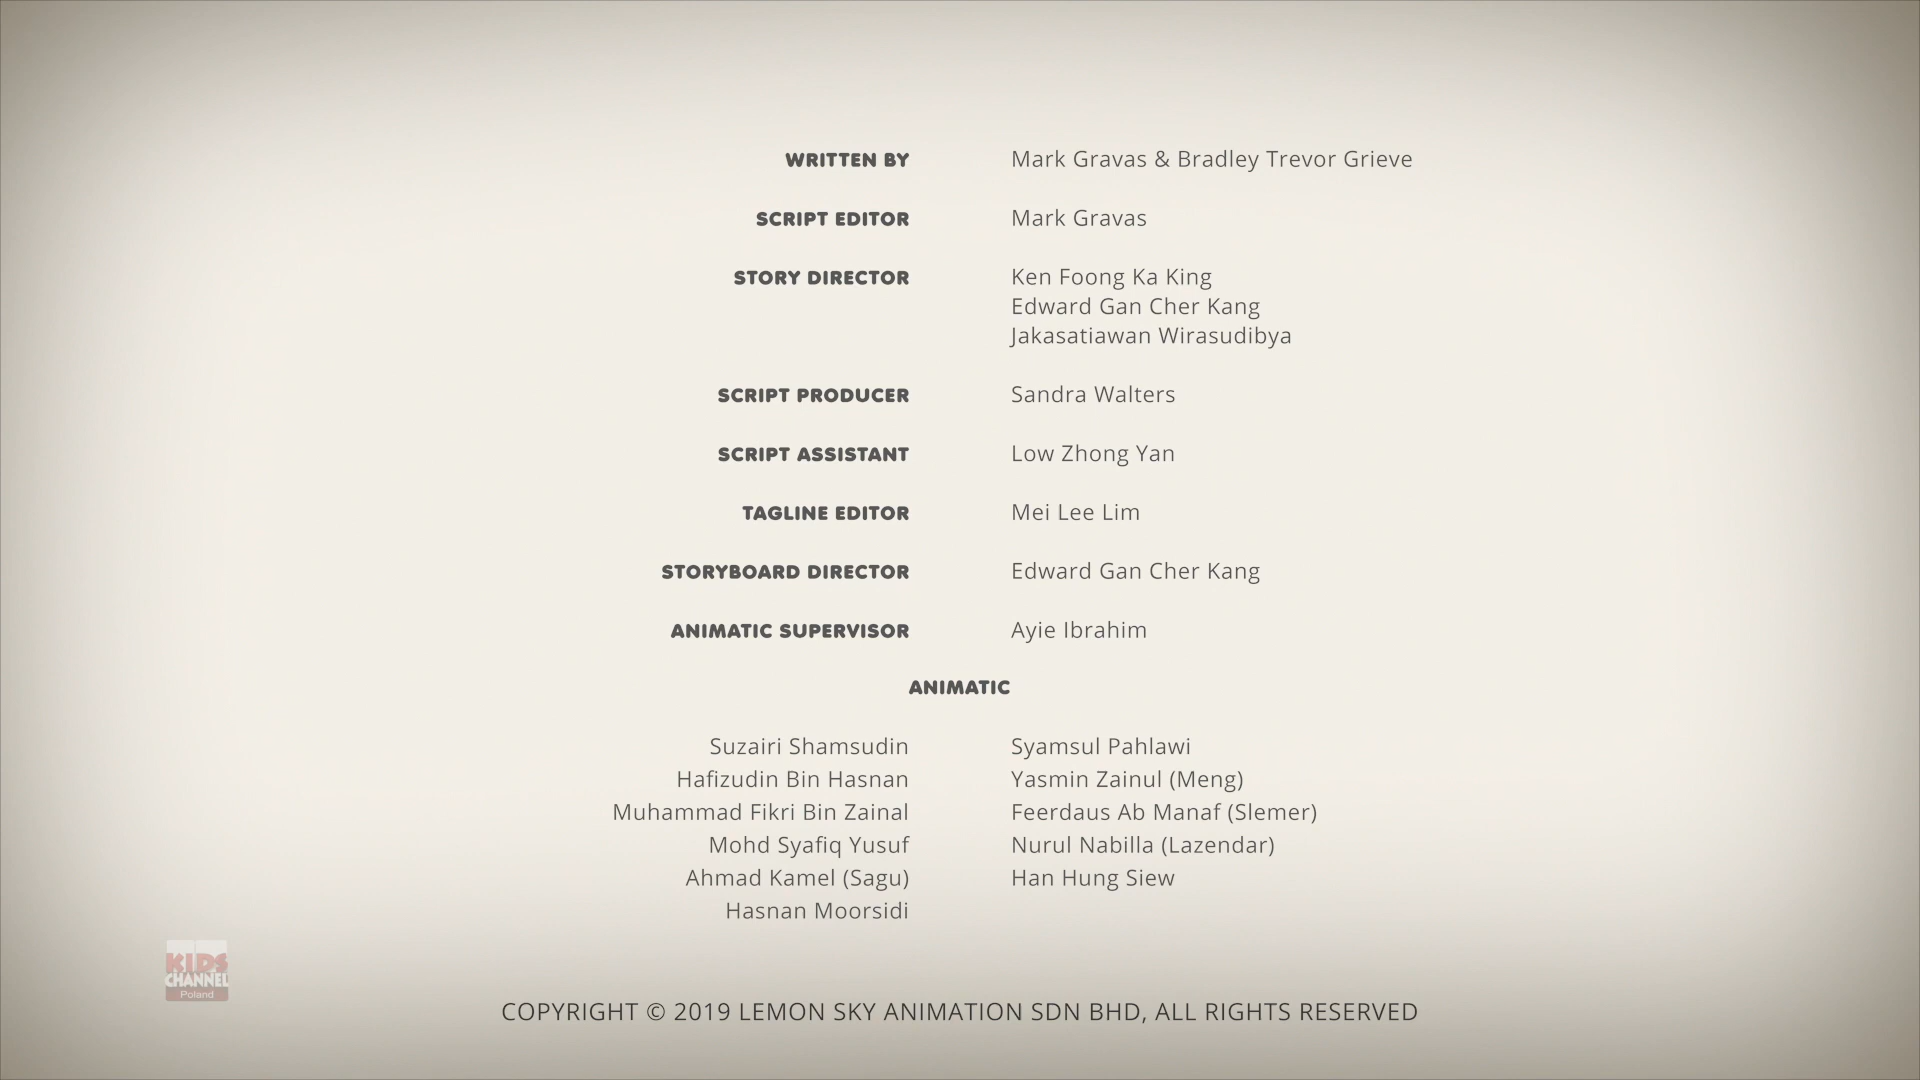 WRITTEN BY Mark Gravas & Bradley Trevor Grieve
SCRIPT EDITOR Mark Gravas
STORY DIRECTOR Ken Foong Ka King
Edward Gan Cher Kang
Jakasatiawan Wirasudibya
SCRIPT PRODUCER Sandra Walters
SCRIPT ASSISTANT Low Zhong Yan
TAGLINE EDITOR Mei Lee Lim
STORYBOARD DIRECTOR Edward Gan Cher Kang
ANIMATIC SUPERVISOR Ayie Ibrahim
ANIMATIC
Suzairi Shamsudin Syamsul Pahlawi
Hafizudin Bin Hasnan Yasmin Zainul (Meng)
Muhammad Fikri Bin Zainal Feerdaus Ab Manaf (Slemer)
Mohd Syafiq Yusuf Nurul Nabilla (Lazendar)
Ahmad Kamel (Sagu) Han Hung Siew
Hasnan Moorsidi
KIDS
CHANNEL
Poland
COPYRIGHT © 2019 LEMON SKY ANIMATION SDN BHD, ALL RIGHTS RESERVED